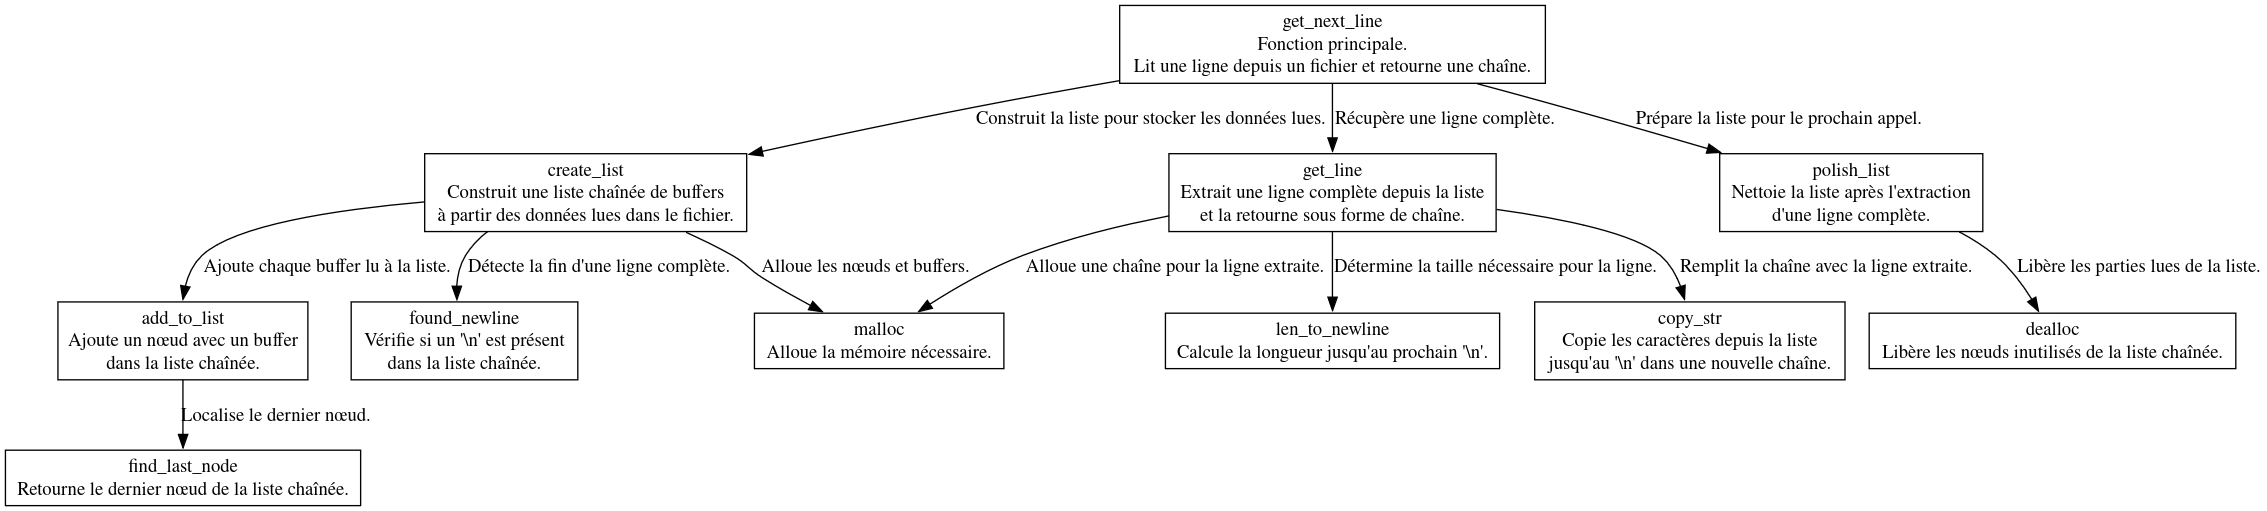 get_next_line
Fonction principale.
Lit une ligne depuis un fichier et retourne une chaîne.
Construit la liste pour stocker les données lues.
Récupère une ligne complète.
Prépare la liste pour le prochain appel.
create_list
Construit une liste chaînée de buffers
à partir des données lues dans le fichier.
get_line
Extrait une ligne complète depuis la liste
et la retourne sous forme de chaîne.
polish_list
Nettoie la liste après l'extraction
d'une ligne complète.
Ajoute chaque buffer lu à la liste.
Détecte la fin d'une ligne complète.
Alloue les nœuds et buffers.
Alloue une chaîne pour la ligne extraite.
Détermine la taille nécessaire pour la ligne.
Remplit la chaîne avec la ligne extraite.
Libère les parties lues de la liste.
add_to_list
Ajoute un nœud avec un buffer
dans la liste chaînée.
found_newline
Vérifie si un '\n' est présent
dans la liste chaînée.
malloc
Alloue la mémoire nécessaire.
len_to_newline
Calcule la longueur jusqu'au prochain '\n'.
copy_str
Copie les caractères depuis la liste
jusqu'au '\n' dans une nouvelle chaîne.
dealloc
Libère les nœuds inutilisés de la liste chaînée.
Localise le dernier nœud.
find_last_node
Retourne le dernier nœud de la liste chaînée.